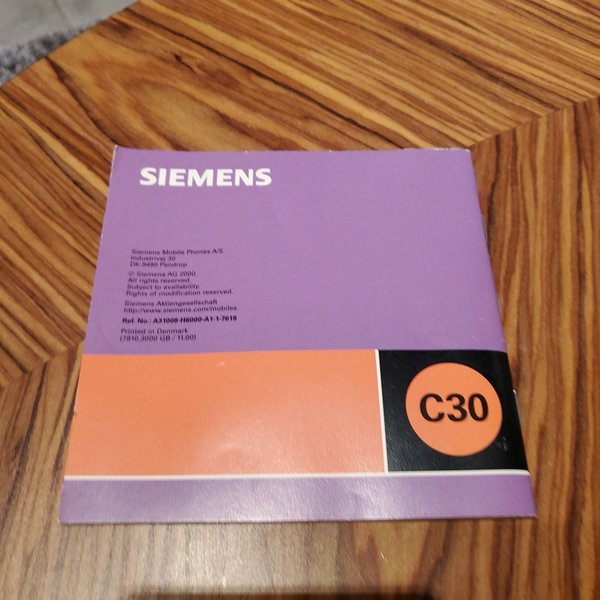 SIEMENS
Siemens Mobile Phones A/S
Industrivej 30
DK-9490 Pandrup
© Siemens AG 2000
All rights reserved.
Subject to availability.
Rights of modification reserved.
Siemens Aktiengesellschaft
http://www.siemens.com/mobiles
Ref. No.: A31008-H6000-A1-1-7619
Printed in Denmark
(7910.3000 GB / 11.00)
C30